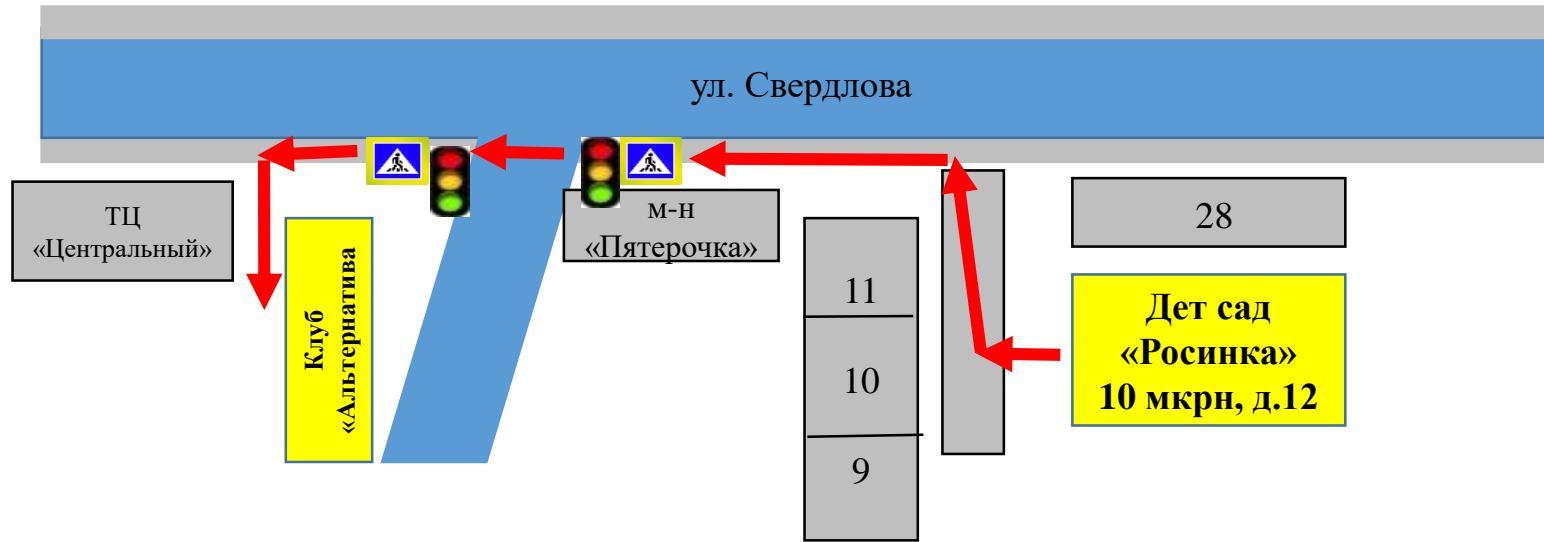 ул. Свердлова
ТЦ
«Центральный»
Клуб
«Альтернатива
м-н
«Пятерочка»
11
10
9
28
Дет сад
«Росинка»
10 мкрн, д.12